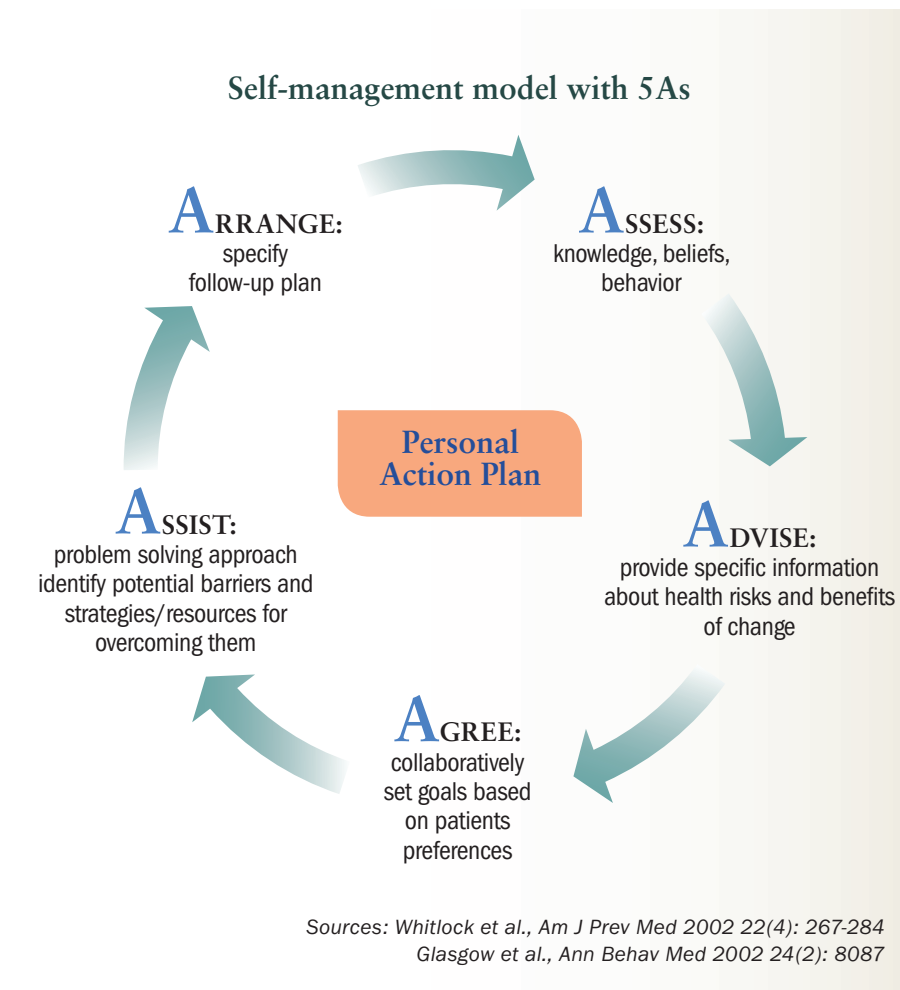 Self-management model with 5As
ARRANGE:
specify
follow-up plan
ASSESS:
knowledge, beliefs,
behavior
Personal
Action Plan
ASSIST:
problem solving approach
identify potential barriers and
strategies/resources for
overcoming them
ADVISE:
provide specific information
about health risks and benefits
of change
AGREE:
collaboratively
set goals based
on patients
preferences
Sources: Whitlock et al., Am J Prev Med 2002 22(4): 267-284
Glasgow et al., Ann Behav Med 2002 24(2): 8087